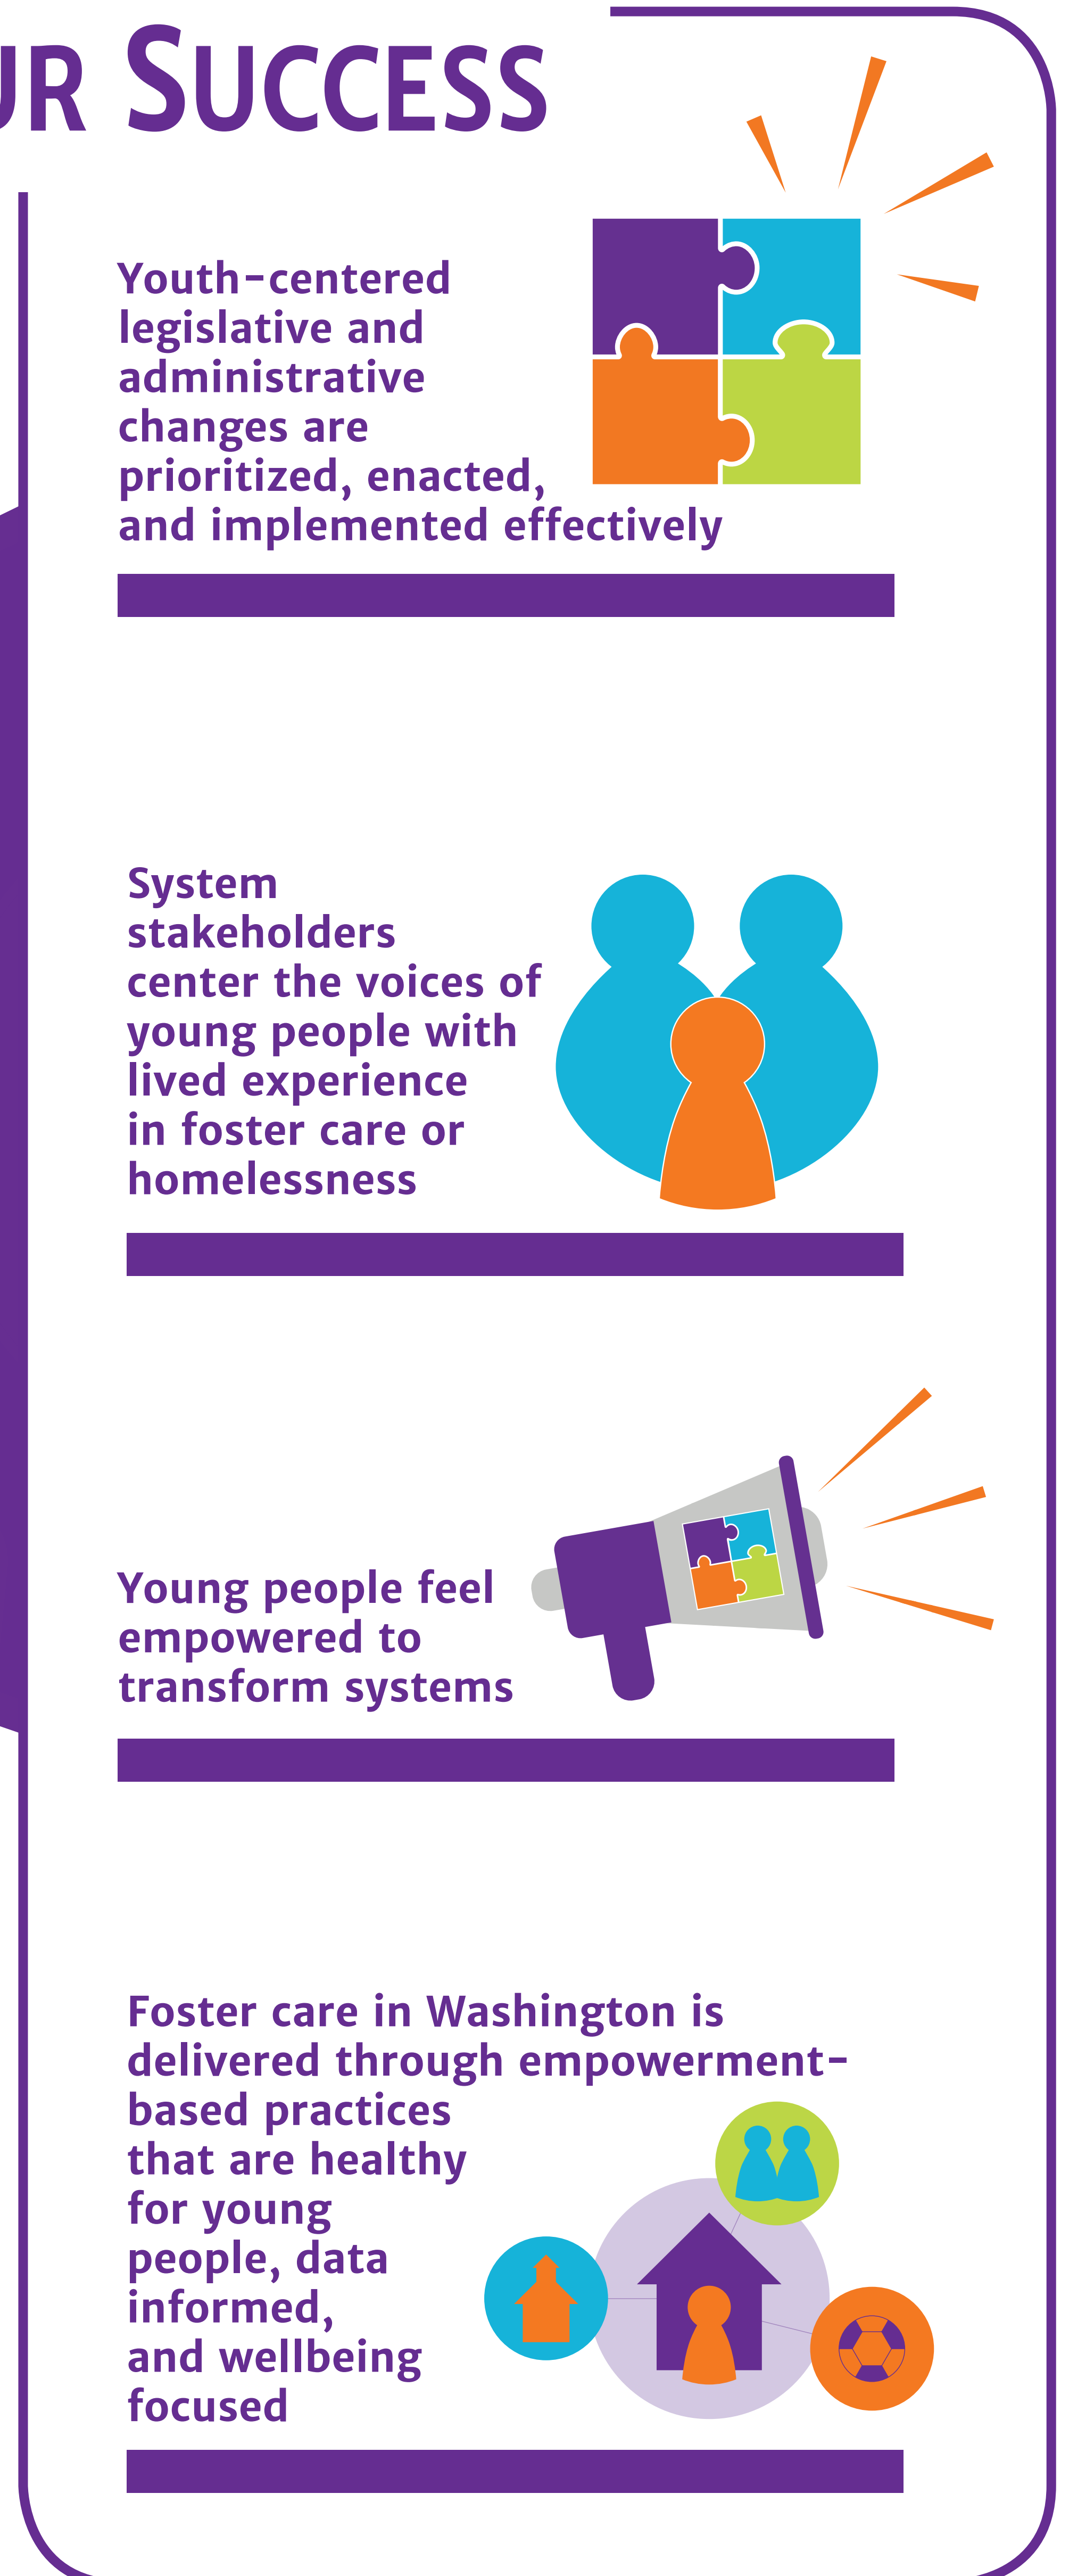 UR SUCCESS
Youth-centered
legislative and
administrative
changes are
prioritized, enacted,
and implemented effectively
System
stakeholders
center the voices of
young people with
lived experience
in foster care or
homelessness
Young people feel
empowered to
transform systems
Foster care in Washington is
delivered through empowerment-
based practices
that are healthy
for young
people, data
informed,
and wellbeing
focused